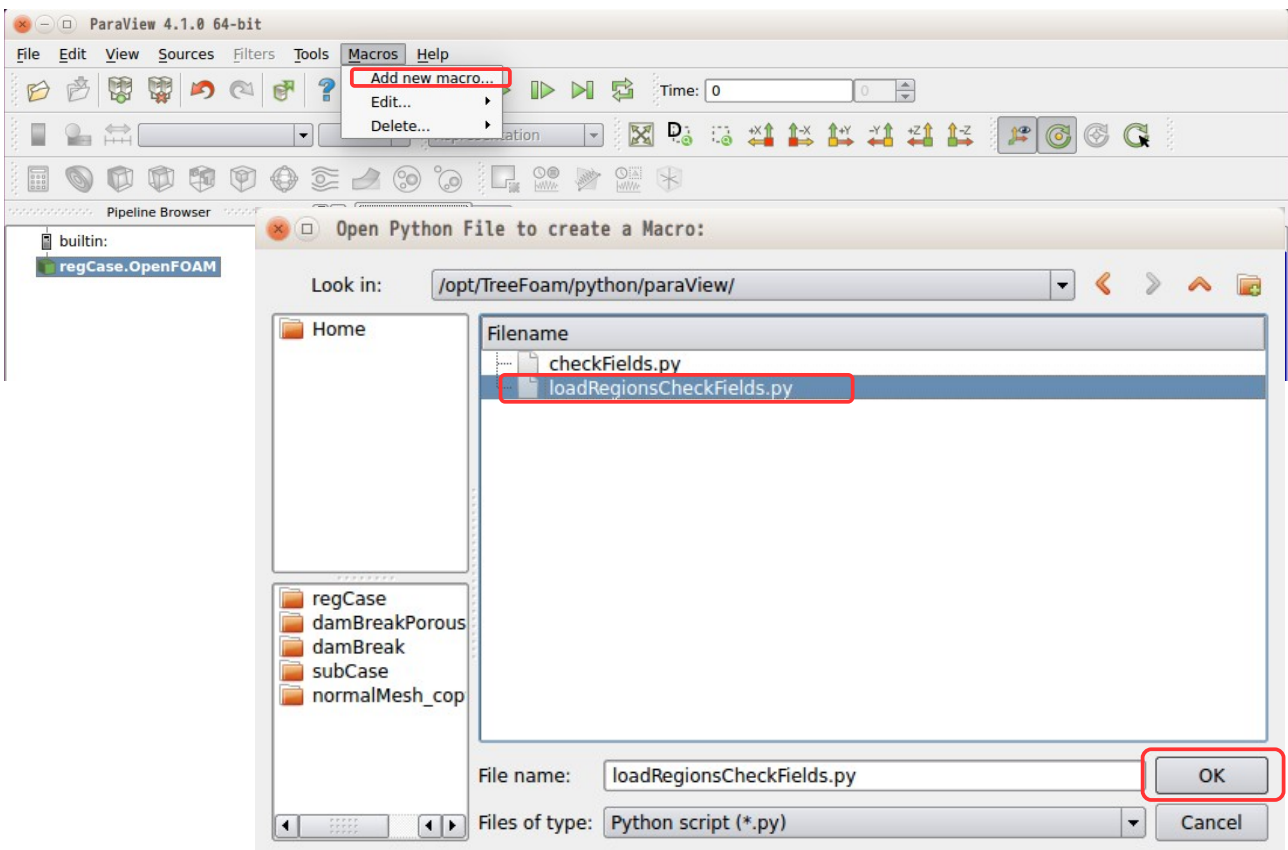 ParaView 4.1.0 64-bit
File Edit View Sources Filters Tools Macros Help
Add new macro...
Edit...
Delete...
Time: 0 0
+X -X +Y -Y +Z -Z
Pipeline Browser
builtin:
regCase.OpenFOAM
Open Python File to create a Macro:
Look in: /opt/TreeFoam/python/paraView/
Home
Filename
checkFields.py
loadRegionsCheckFields.py
regCase
damBreakPorous
damBreak
subCase
normalMesh_cop
File name: loadRegionsCheckFields.py OK
Files of type: Python script (*.py) Cancel